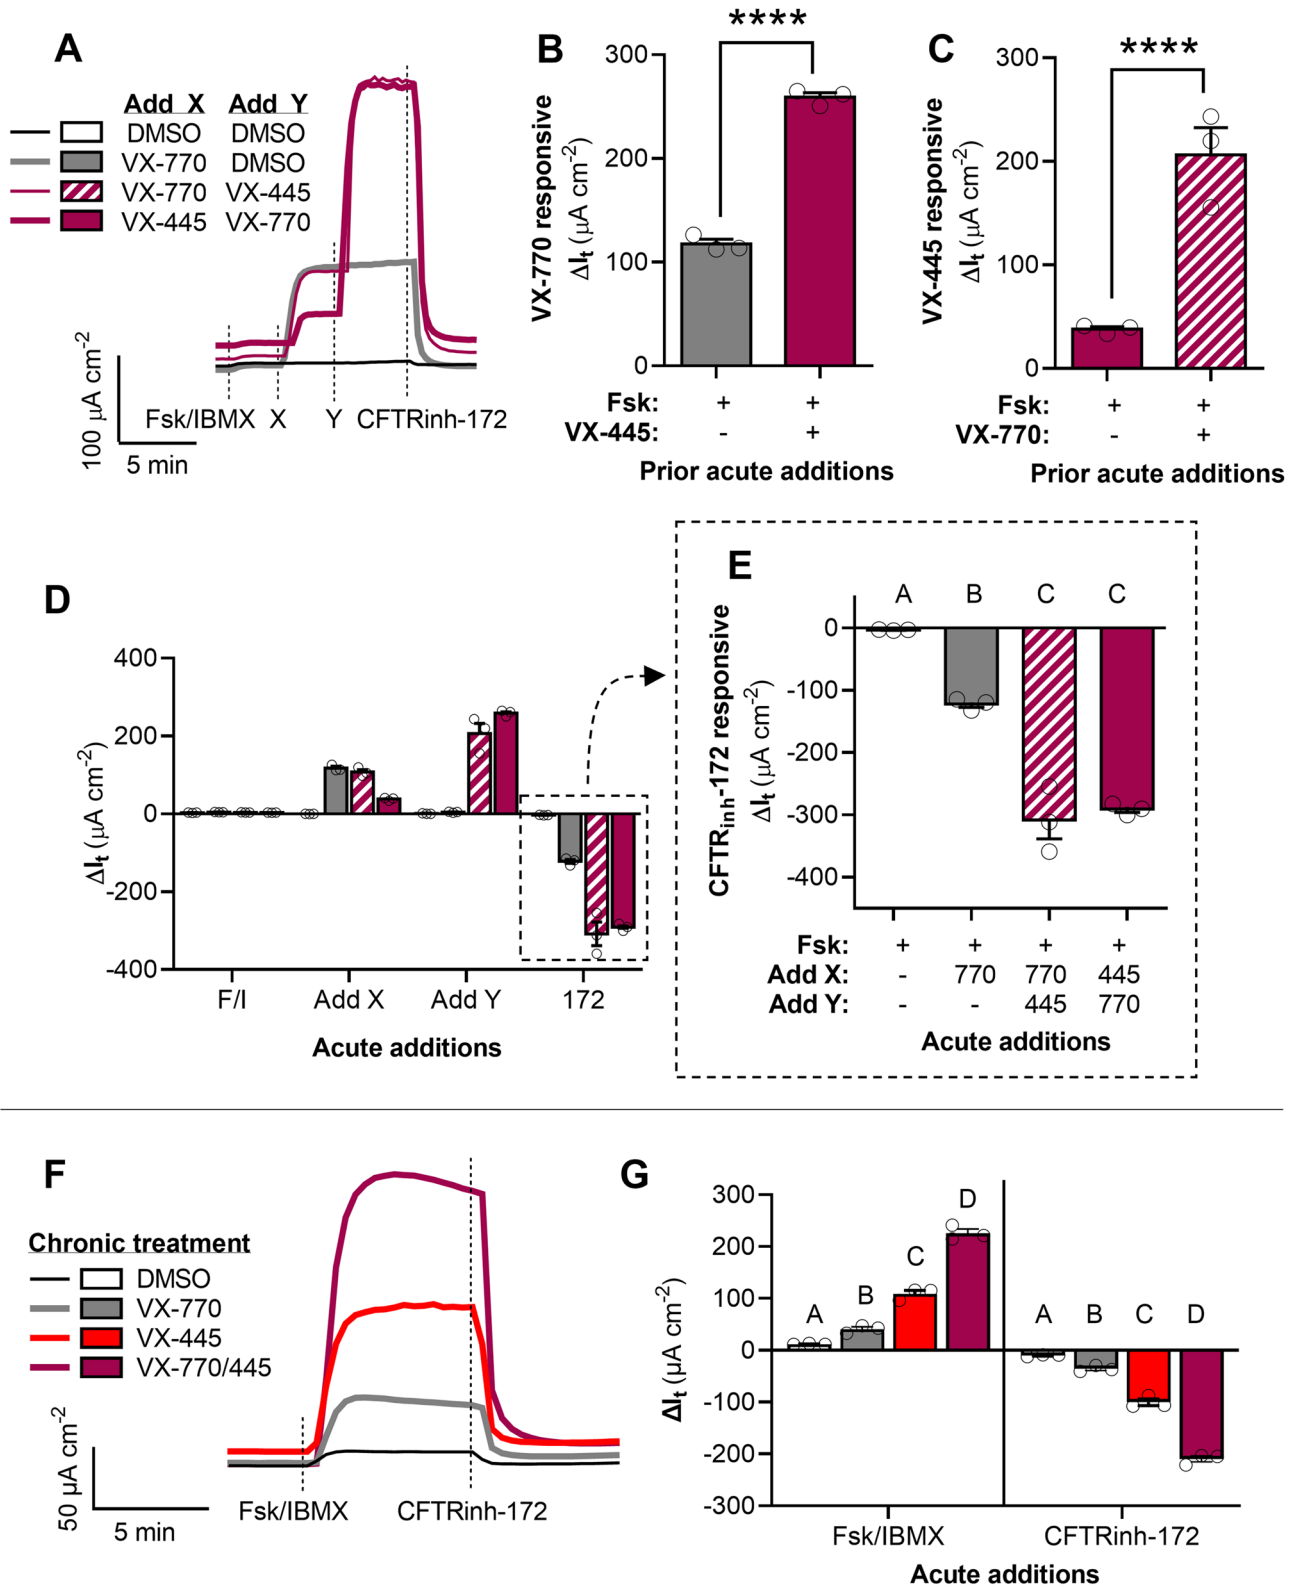 A
Add X Add Y
DMSO DMSO
VX-770 DMSO
VX-770 VX-445
VX-445 VX-770
100 µA cm-2
5 min
Fsk/IBMX X Y CFTRinh-172
B
****
VX-770 responsive
ΔIt (µA cm-2)
300
200
100
0
Fsk: + +
VX-445: - +
Prior acute additions
C
****
VX-445 responsive
ΔIt (µA cm-2)
300
200
100
0
Fsk: + +
VX-770: - +
Prior acute additions
D
ΔIt (µA cm-2)
400
200
0
-200
-400
F/I Add X Add Y 172
Acute additions
E
A B C C
CFTRinh-172 responsive
ΔIt (µA cm-2)
0
-100
-200
-300
-400
Fsk: + + + +
Add X: - 770 770 445
Add Y: - - 445 770
Acute additions
F
Chronic treatment
DMSO
VX-770
VX-445
VX-770/445
50 µA cm-2
5 min
Fsk/IBMX CFTRinh-172
G
ΔIt (µA cm-2)
300
200
100
0
-100
-200
-300
A B C D A B C D
Fsk/IBMX CFTRinh-172
Acute additions